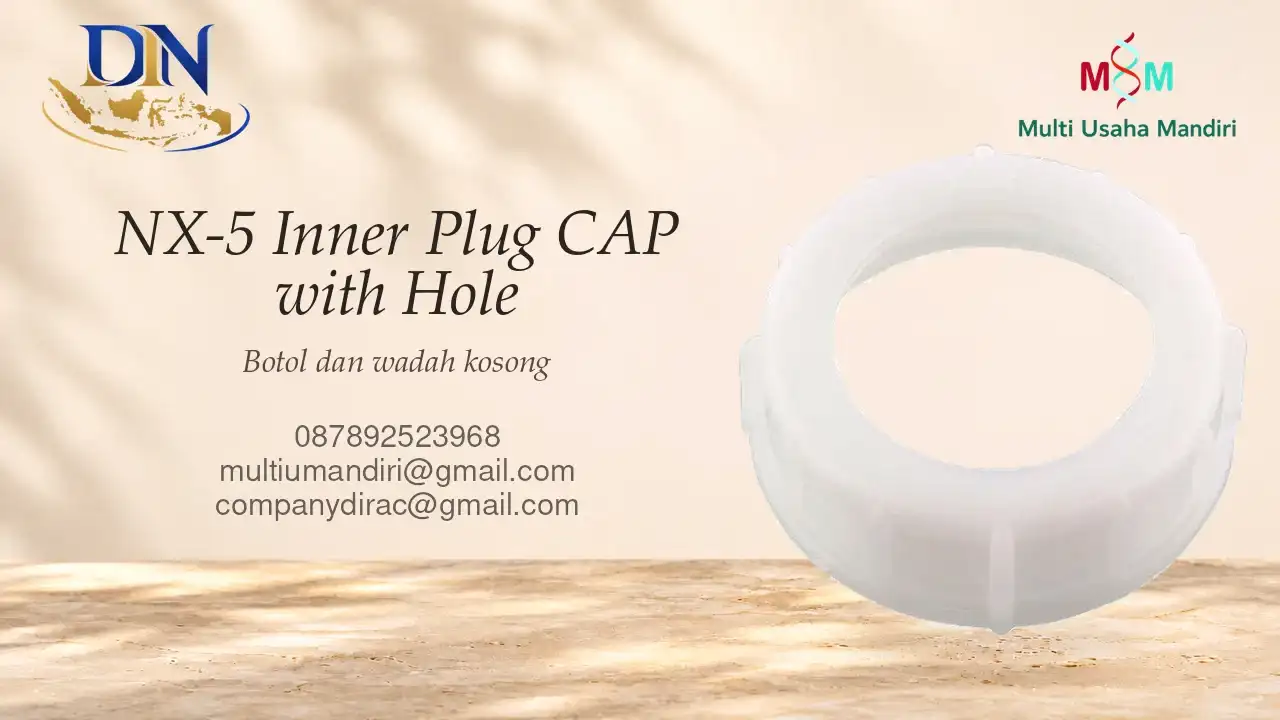 DIN
MSM
Multi Usaha Mandiri
NX-5 Inner Plug CAP
with Hole
Botol dan wadah kosong
087892523968
multiumandiri@gmail.com
companydirac@gmail.com